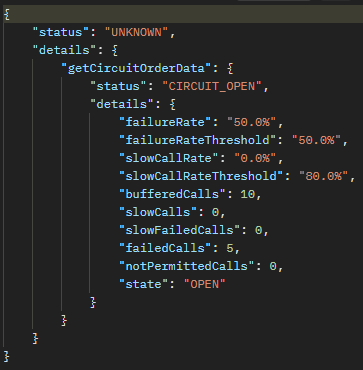 {
    "status": "UNKNOWN",
    "details": {
        "getCircuitOrderData": {
            "status": "CIRCUIT_OPEN",
            "details": {
                "failureRate": "50.0%",
                "failureRateThreshold": "50.0%",
                "slowCallRate": "0.0%",
                "slowCallRateThreshold": "80.0%",
                "bufferedCalls": 10,
                "slowCalls": 0,
                "slowFailedCalls": 0,
                "failedCalls": 5,
                "notPermittedCalls": 0,
                "state": "OPEN"
            }
        }
    }
}